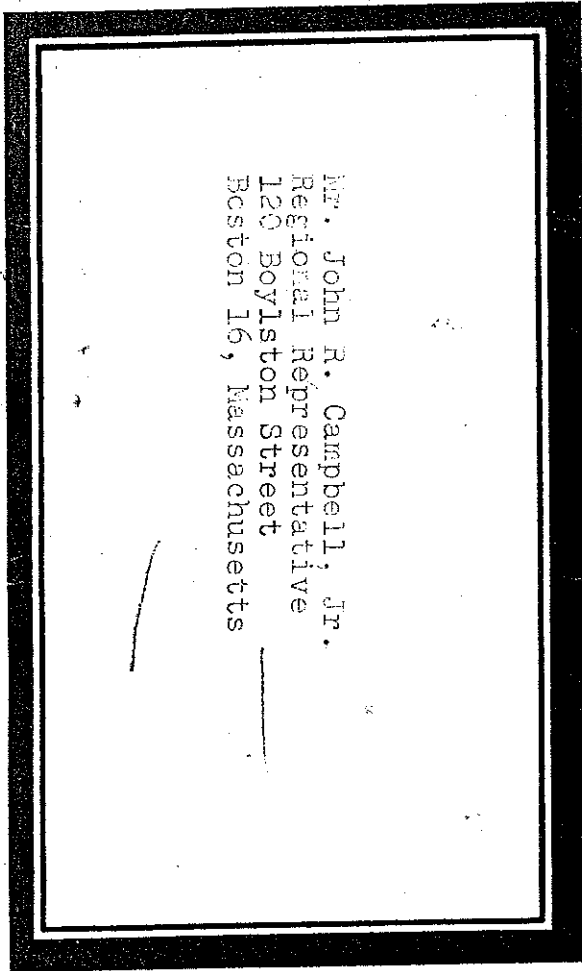 Mr. John R. Campbell, Jr.
Regional Representative
120 Boylston Street
Boston 16, Massachusetts